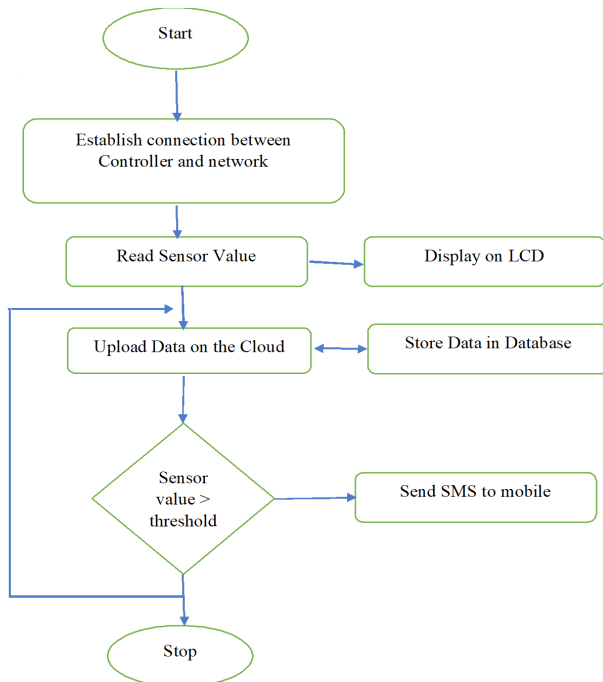 Start
Establish connection between
Controller and network
Read Sensor Value
Display on LCD
Upload Data on the Cloud
Store Data in Database
Sensor
value >
threshold
Send SMS to mobile
Stop